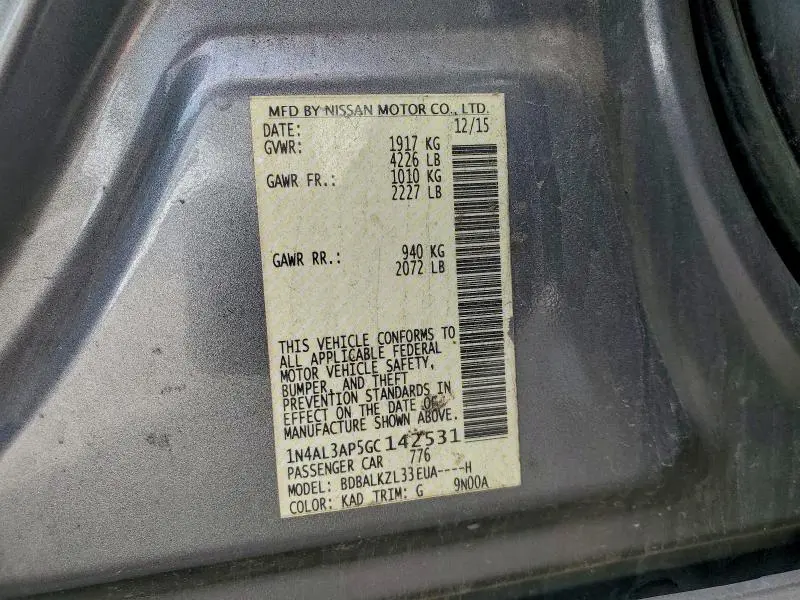 MFD BY NISSAN MOTOR CO., LTD.
DATE: 12/15
GVWR: 1917 KG
4226 LB
GAWR FR.: 1010 KG
2227 LB
GAWR RR.: 940 KG
2072 LB
THIS VEHICLE CONFORMS TO
ALL APPLICABLE FEDERAL
MOTOR VEHICLE SAFETY,
BUMPER, AND THEFT
PREVENTION STANDARDS IN
EFFECT ON THE DATE OF
MANUFACTURE SHOWN ABOVE.
1N4AL3AP5GC142531
PASSENGER CAR 776
MODEL: BDBALKZL33EUA----H
COLOR: KAD TRIM: G 9N00A